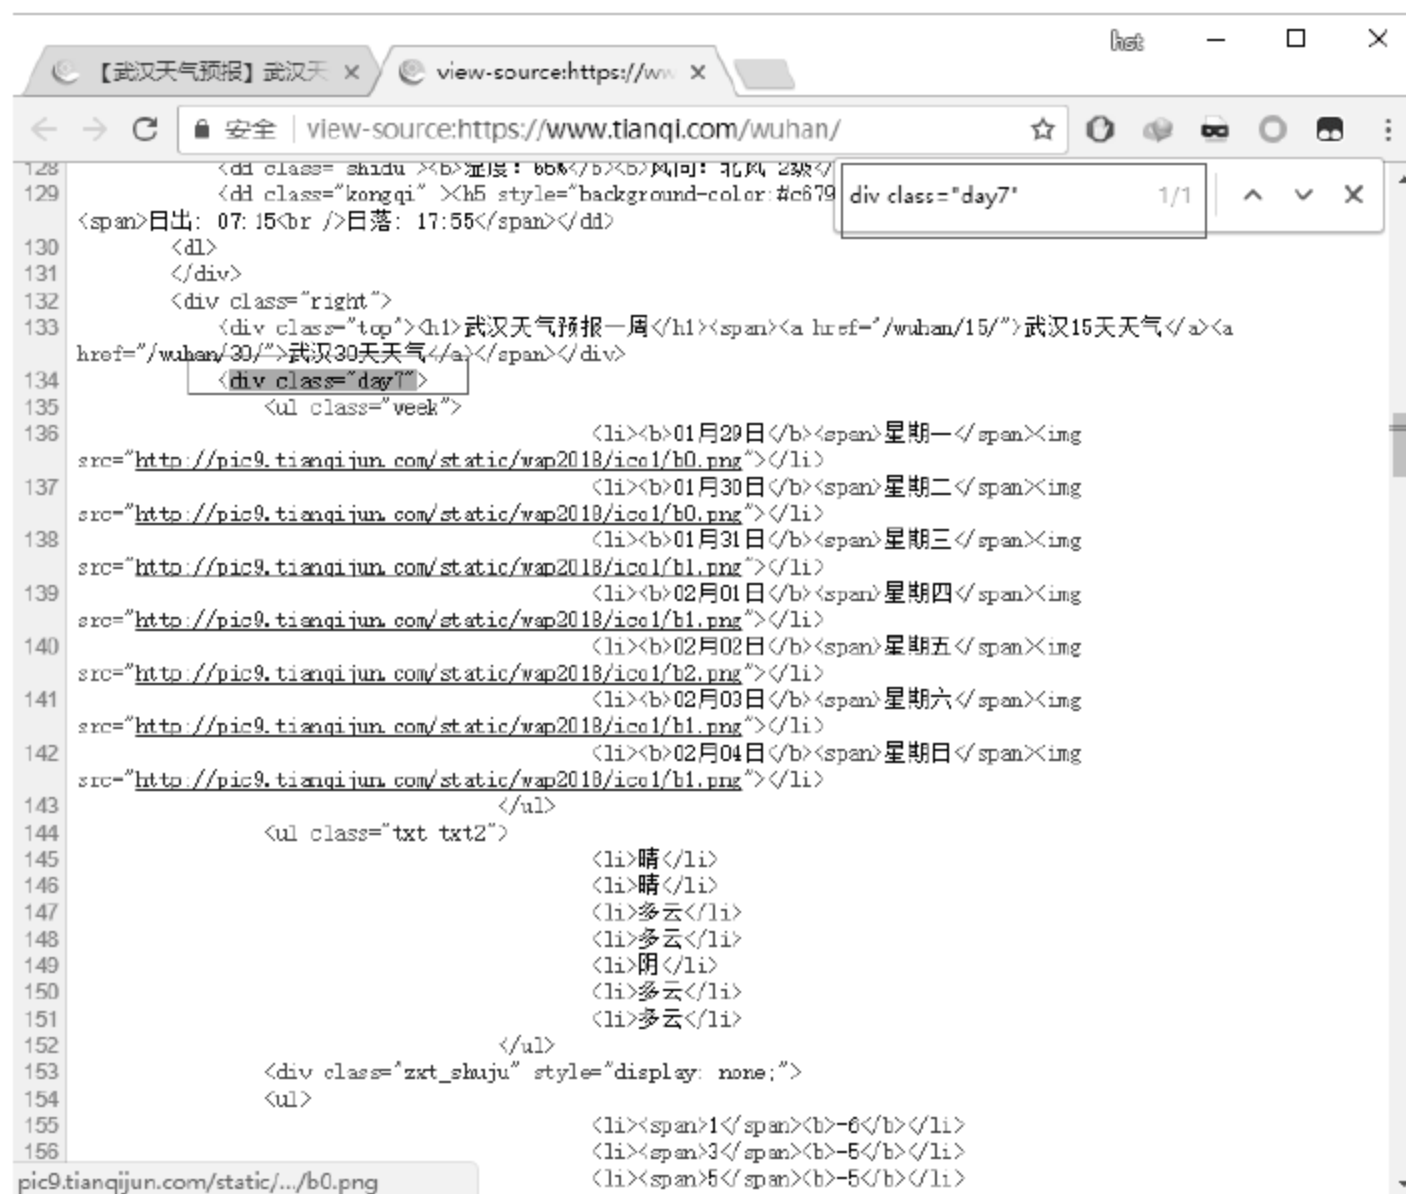 hst
【武汉天气预报】武汉天
view-source:https://ww
安全 view-source:https://www.tianqi.com/wuhan/
div class="day7" 1/1
128 <dd class="shidu"><b>湿度: 65%</b><b>风向: 北风 2级</
129 <dd class="kongqi" ><h5 style="background-color:#c679
<span>日出: 07:15<br />日落: 17:55</span></dd>
130 <dl>
131 </div>
132 <div class="right">
133 <div class="top"><h1>武汉天气预报一周</h1><span><a href="/wuhan/15/">武汉15天天气</a><a
href="/wuhan/30/">武汉30天天气</a></span></div>
134 <div class="day7">
135 <ul class="week">
136 <li><b>01月29日</b><span>星期一</span><img
src="http://pic9.tianqijun.com/static/wap2018/ico1/b0.png"></li>
137 <li><b>01月30日</b><span>星期二</span><img
src="http://pic9.tianqijun.com/static/wap2018/ico1/b0.png"></li>
138 <li><b>01月31日</b><span>星期三</span><img
src="http://pic9.tianqijun.com/static/wap2018/ico1/b1.png"></li>
139 <li><b>02月01日</b><span>星期四</span><img
src="http://pic9.tianqijun.com/static/wap2018/ico1/b1.png"></li>
140 <li><b>02月02日</b><span>星期五</span><img
src="http://pic9.tianqijun.com/static/wap2018/ico1/b2.png"></li>
141 <li><b>02月03日</b><span>星期六</span><img
src="http://pic9.tianqijun.com/static/wap2018/ico1/b1.png"></li>
142 <li><b>02月04日</b><span>星期日</span><img
src="http://pic9.tianqijun.com/static/wap2018/ico1/b1.png"></li>
143 </ul>
144 <ul class="txt txt2">
145 <li>晴</li>
146 <li>晴</li>
147 <li>多云</li>
148 <li>多云</li>
149 <li>阴</li>
150 <li>多云</li>
151 <li>多云</li>
152 </ul>
153 <div class="zxt_shuju" style="display: none;">
154 <ul>
155 <li><span>1</span><b>-6</b></li>
156 <li><span>3</span><b>-5</b></li>
<li><span>5</span><b>-5</b></li>
pic9.tianqijun.com/static/.../b0.png